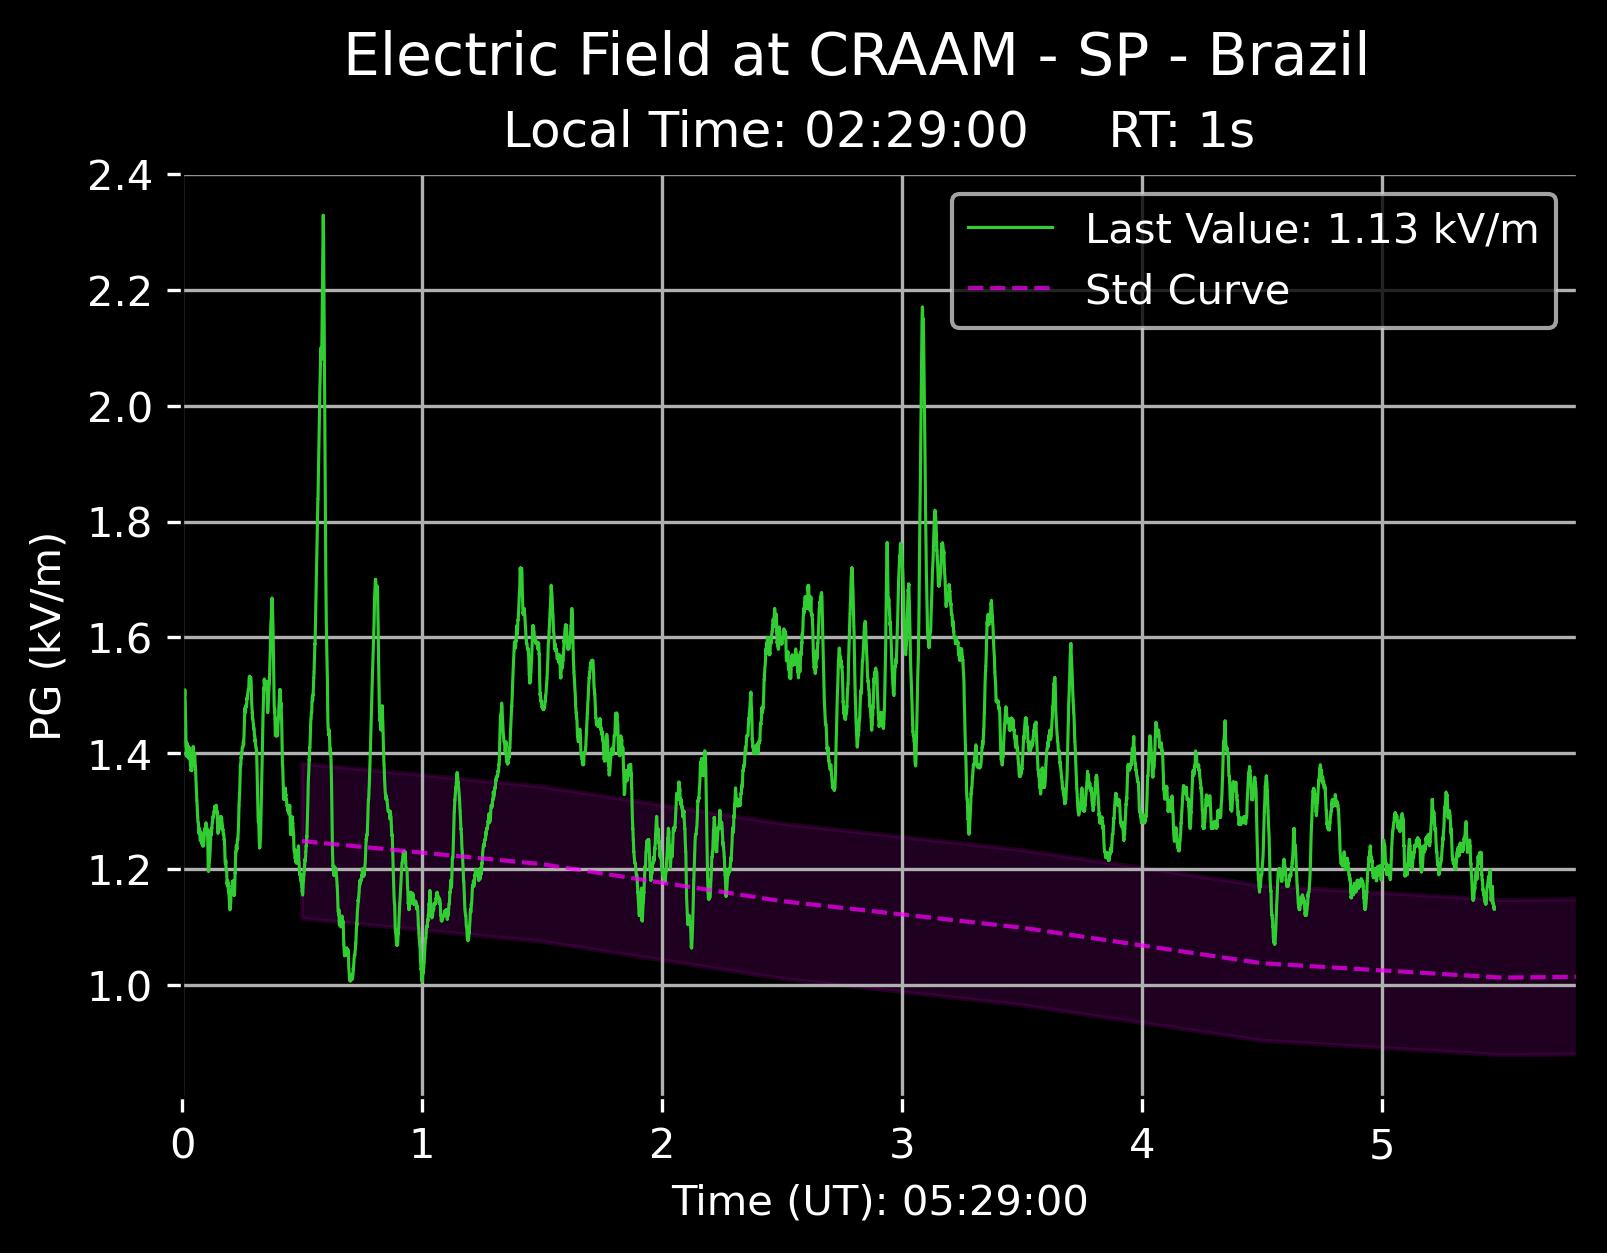 Electric Field at CRAAM - SP - Brazil
Local Time: 02:29:00 RT: 1s
Last Value: 1.13 kV/m
Std Curve
PG (kV/m)
2.4
2.2
2.0
1.8
1.6
1.4
1.2
1.0
0 1 2 3 4 5
Time (UT): 05:29:00